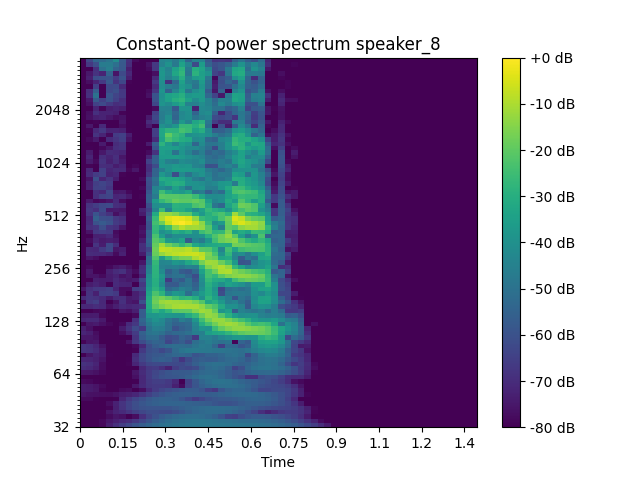 Constant-Q power spectrum speaker_8
Hz
2048
1024
512
256
128
64
32
0 0.15 0.3 0.45 0.6 0.75 0.9 1.1 1.2 1.4
Time
+0 dB
-10 dB
-20 dB
-30 dB
-40 dB
-50 dB
-60 dB
-70 dB
-80 dB